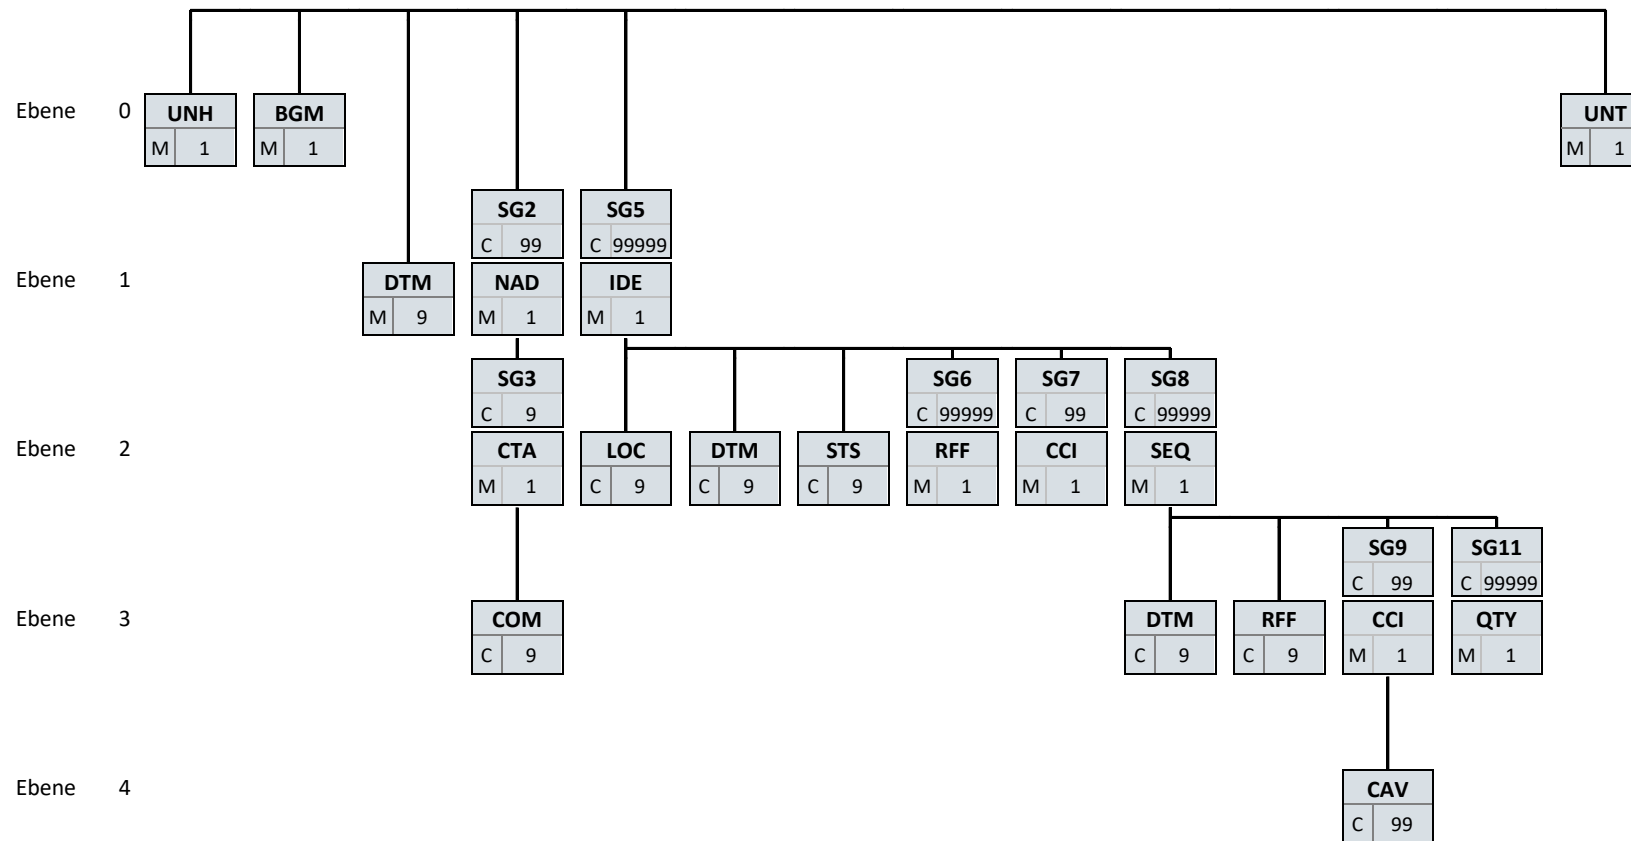 Ebene 0 UNH BGM UNT
M 1 M 1 M 1
SG2 SG5
C 99 C 99999
Ebene 1 DTM NAD IDE
M 9 M 1 M 1
SG3 SG6 SG7 SG8
C 9 C 99999 C 99 C 99999
Ebene 2 CTA LOC DTM STS RFF CCI SEQ
M 1 C 9 C 9 C 9 M 1 M 1 M 1
SG9 SG11
C 99 C 99999
Ebene 3 COM DTM RFF CCI QTY
C 9 C 9 C 9 M 1 M 1
Ebene 4 CAV
C 99